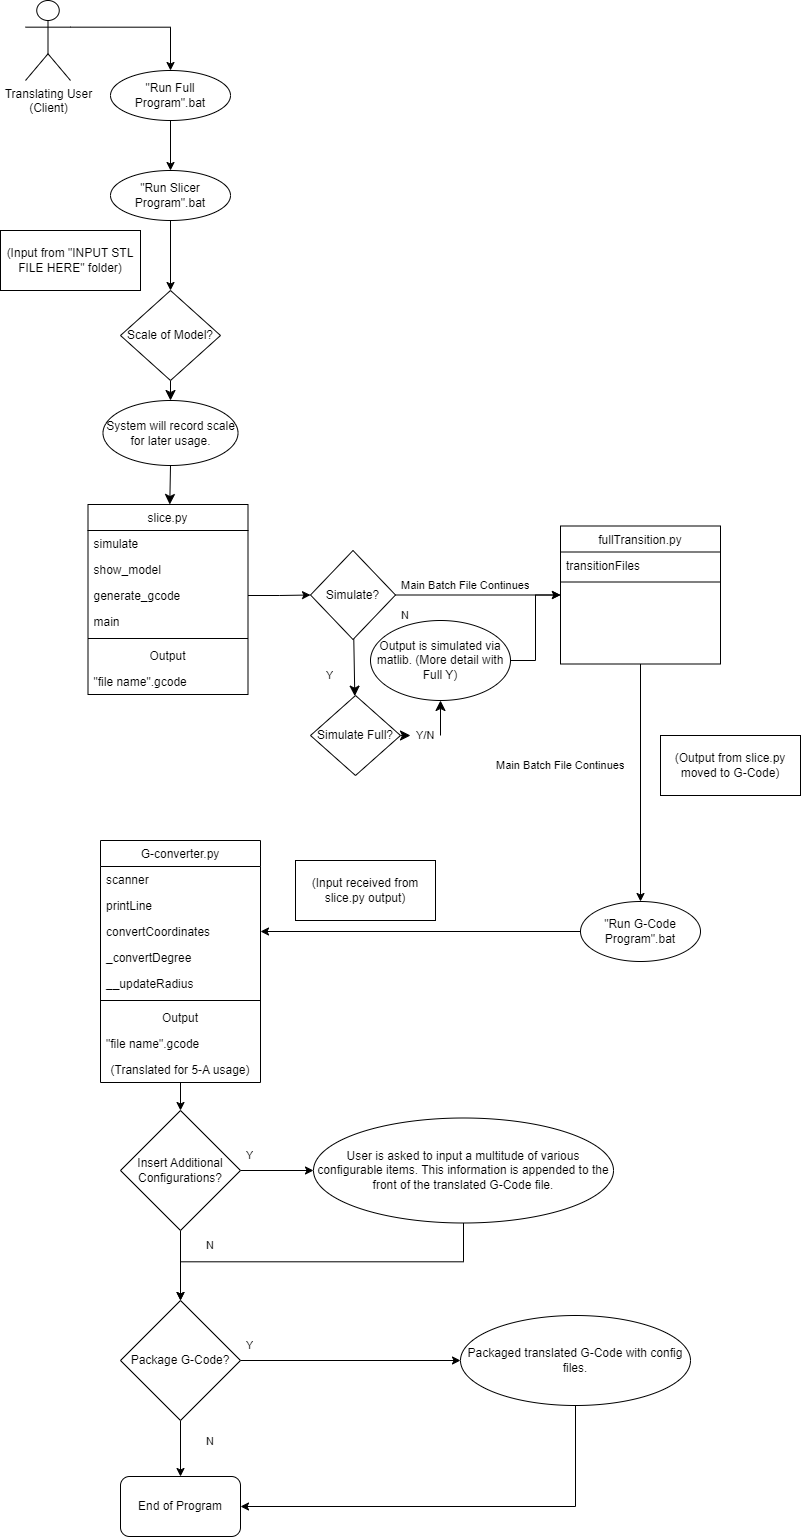 Translating User
(Client)
"Run Full
Program".bat
"Run Slicer
Program".bat
(Input from "INPUT STL
FILE HERE" folder)
Scale of Model?
System will record scale
for later usage.
slice.py
simulate
show_model
generate_gcode
main
Output
"file name".gcode
Simulate?
Main Batch File Continues
N
Y
Output is simulated via
matlib. (More detail with
Full Y)
Simulate Full?
Y/N
fullTransition.py
transitionFiles
Main Batch File Continues
(Output from slice.py
moved to G-Code)
"Run G-Code
Program".bat
(Input received from
slice.py output)
G-converter.py
scanner
printLine
convertCoordinates
_convertDegree
__updateRadius
Output
"file name".gcode
(Translated for 5-A usage)
Insert Additional
Configurations?
Y
User is asked to input a multitude of various
configurable items. This information is appended to the
front of the translated G-Code file.
N
Package G-Code?
Y
Packaged translated G-Code with config
files.
N
End of Program